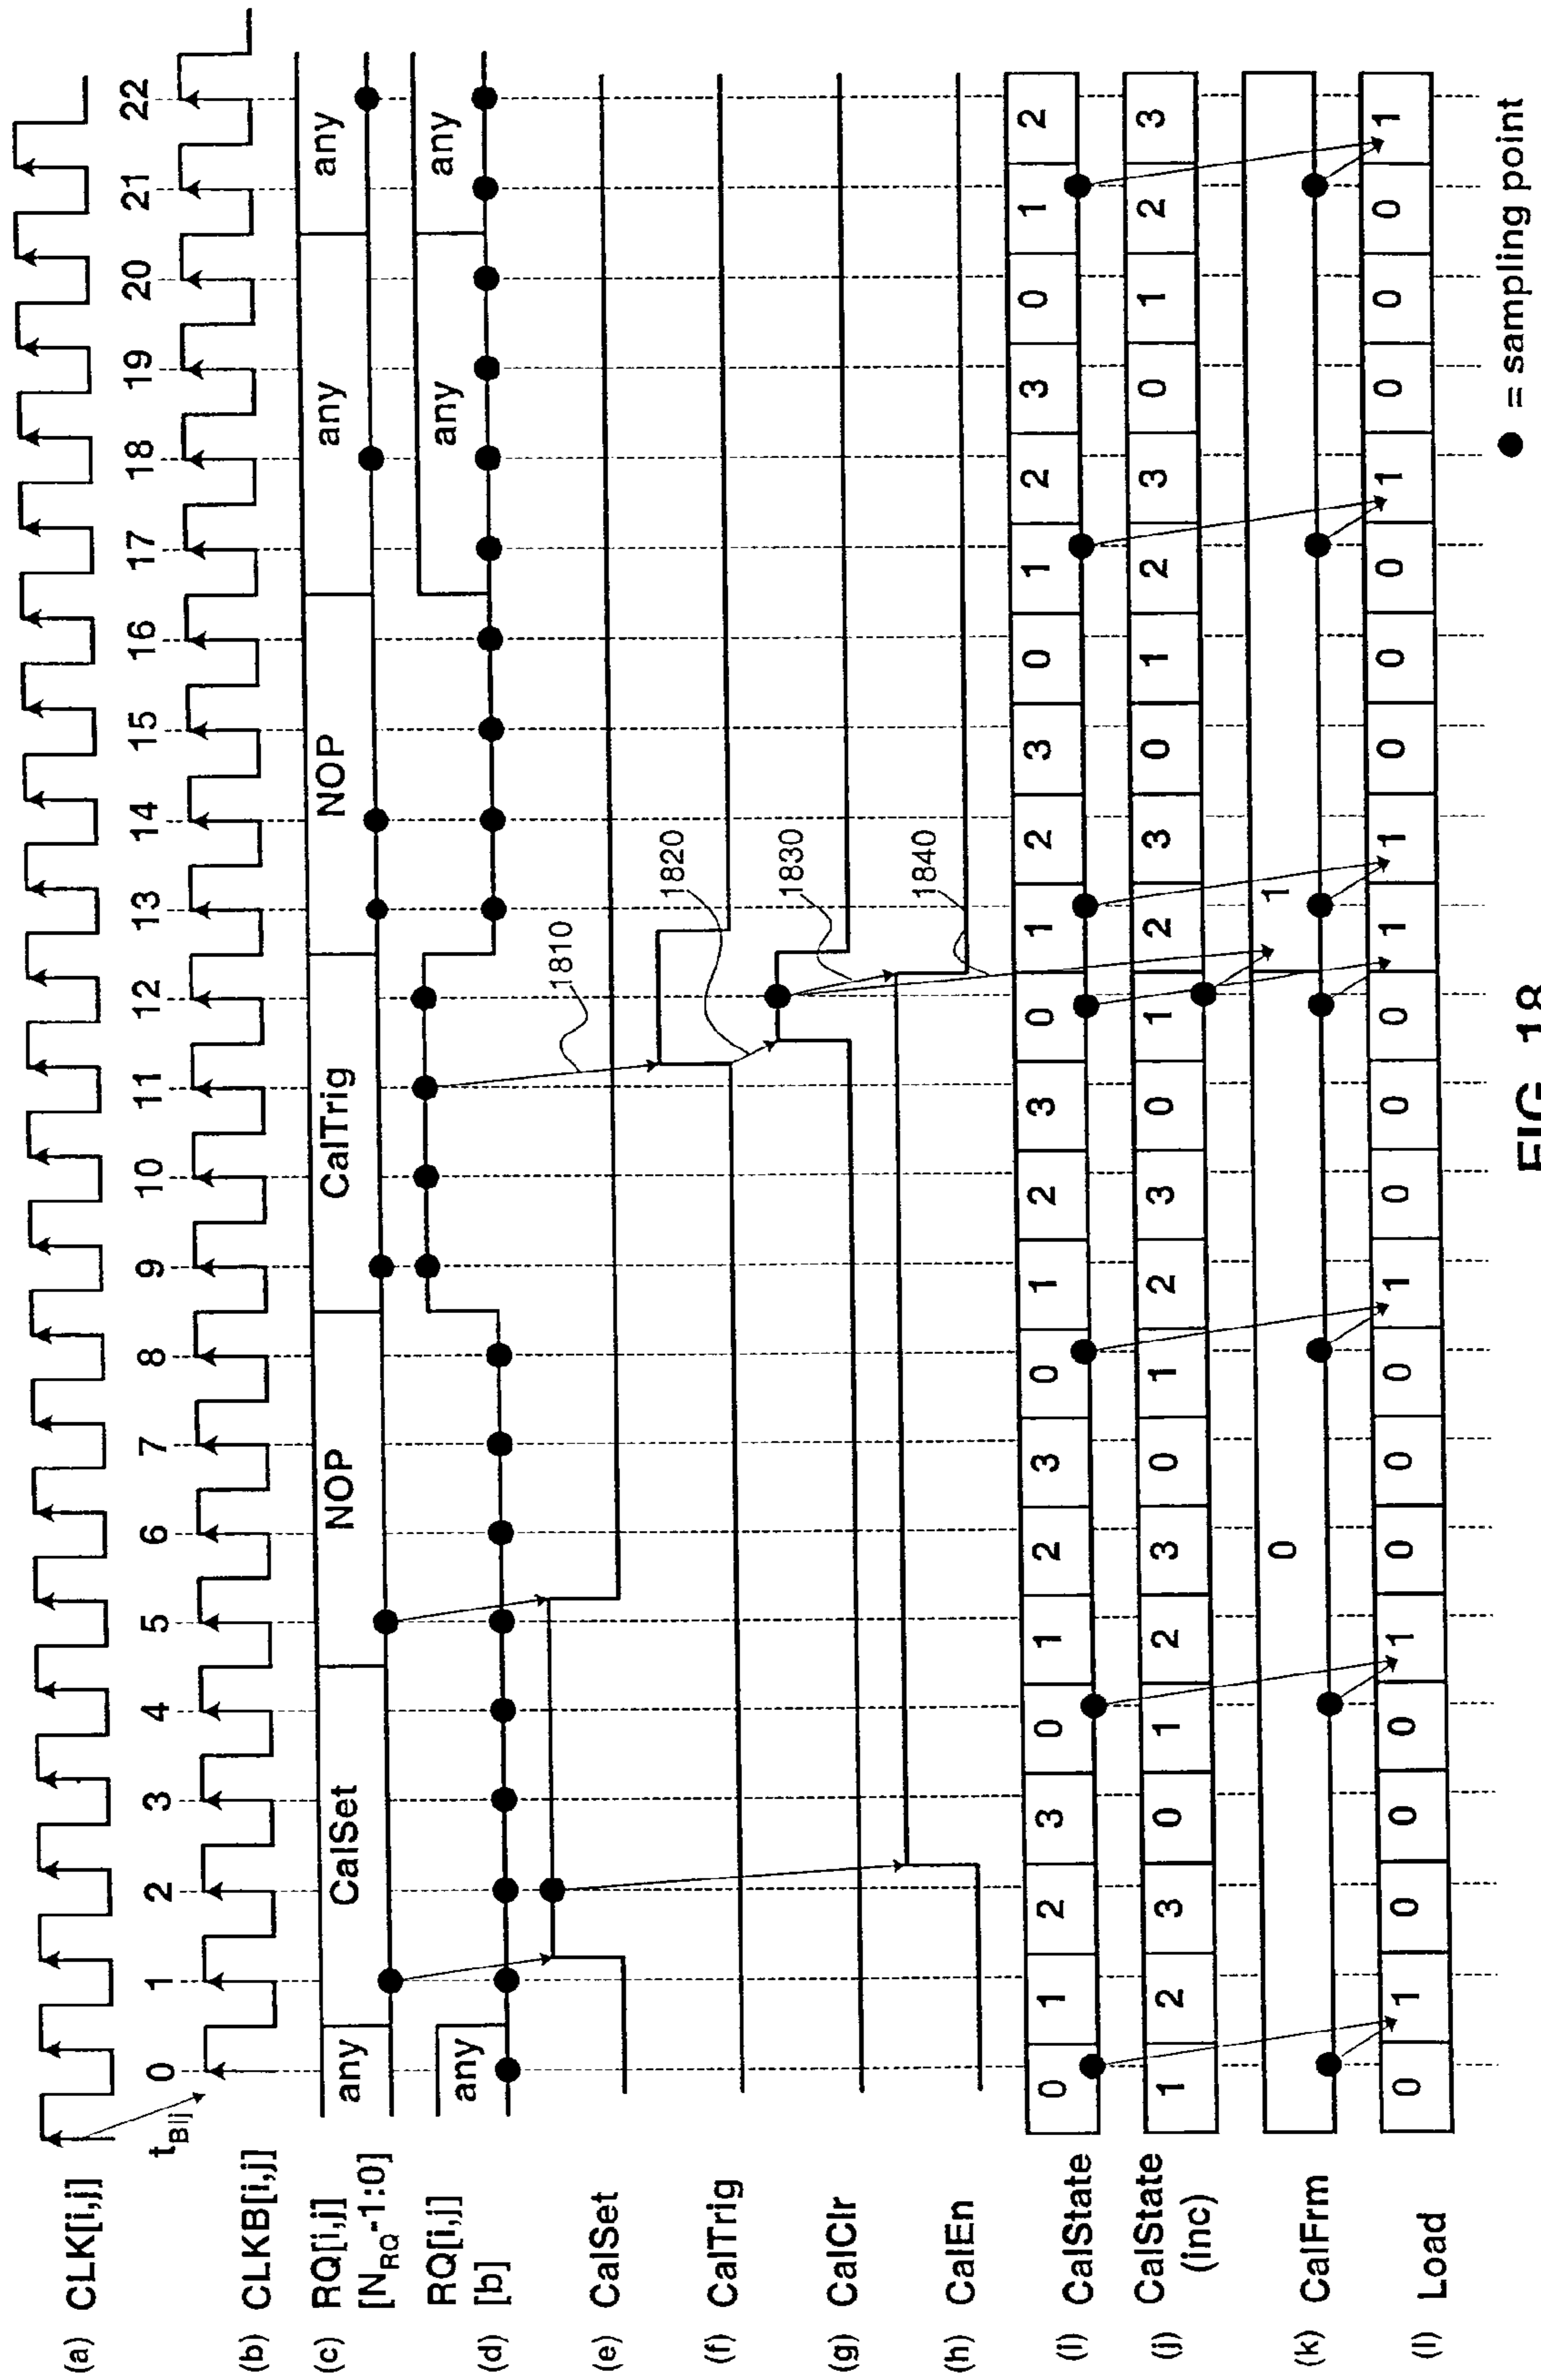 (a) CLK[i,j]
tBij
0 1 2 3 4 5 6 7 8 9 10 11 12 13 14 15 16 17 18 19 20 21 22
(b) CLKB[i,j]
(c) RQ[i,j] [NRQ-1:0] any CalSet NOP CalTrig NOP any any
(d) RQ[i,j] [b] any any any
1810
(e) CalSet
1820
(f) CalTrig
1830
(g) CalClr
1840
(h) CalEn
(i) CalState 0 1 2 3 0 1 2 3 0 1 2 3 0 1 2 3 0 1 2 3 0 1 2
(j) CalState (inc) 1 2 3 0 1 2 3 0 1 2 3 0 1 2 3 0 1 2 3 0 1 2 3
(k) CalFrm 0 1
(l) Load 0 1 0 0 0 1 0 0 0 1 0 0 0 1 1 0 0 0 1 0 0 0 1
● = sampling point
FIG. 18